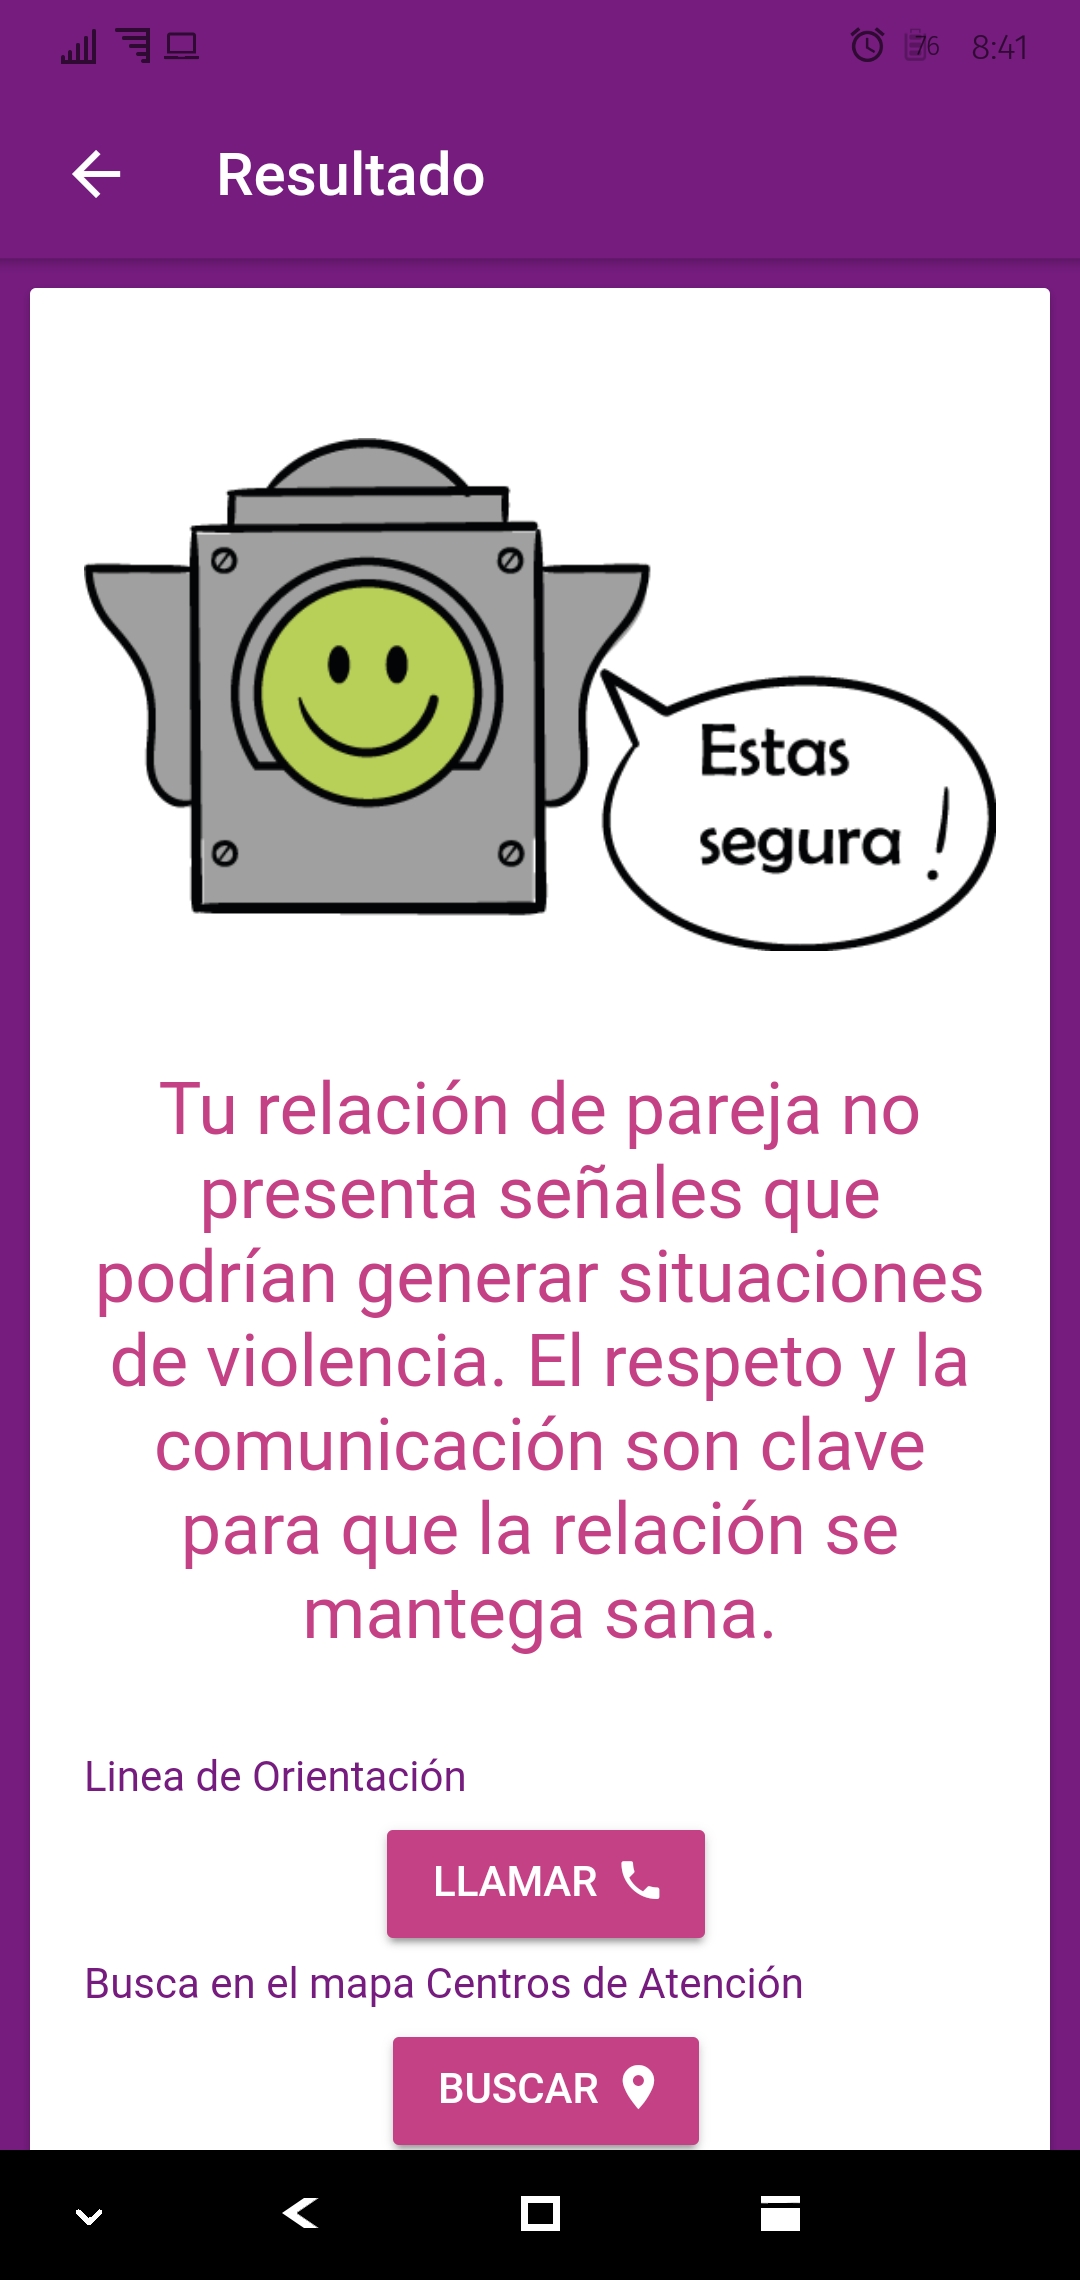 76 8:41
Resultado
Estas
segura !
Tu relación de pareja no
presenta señales que
podrían generar situaciones
de violencia. El respeto y la
comunicación son clave
para que la relación se
mantega sana.
Linea de Orientación
LLAMAR
Busca en el mapa Centros de Atención
BUSCAR